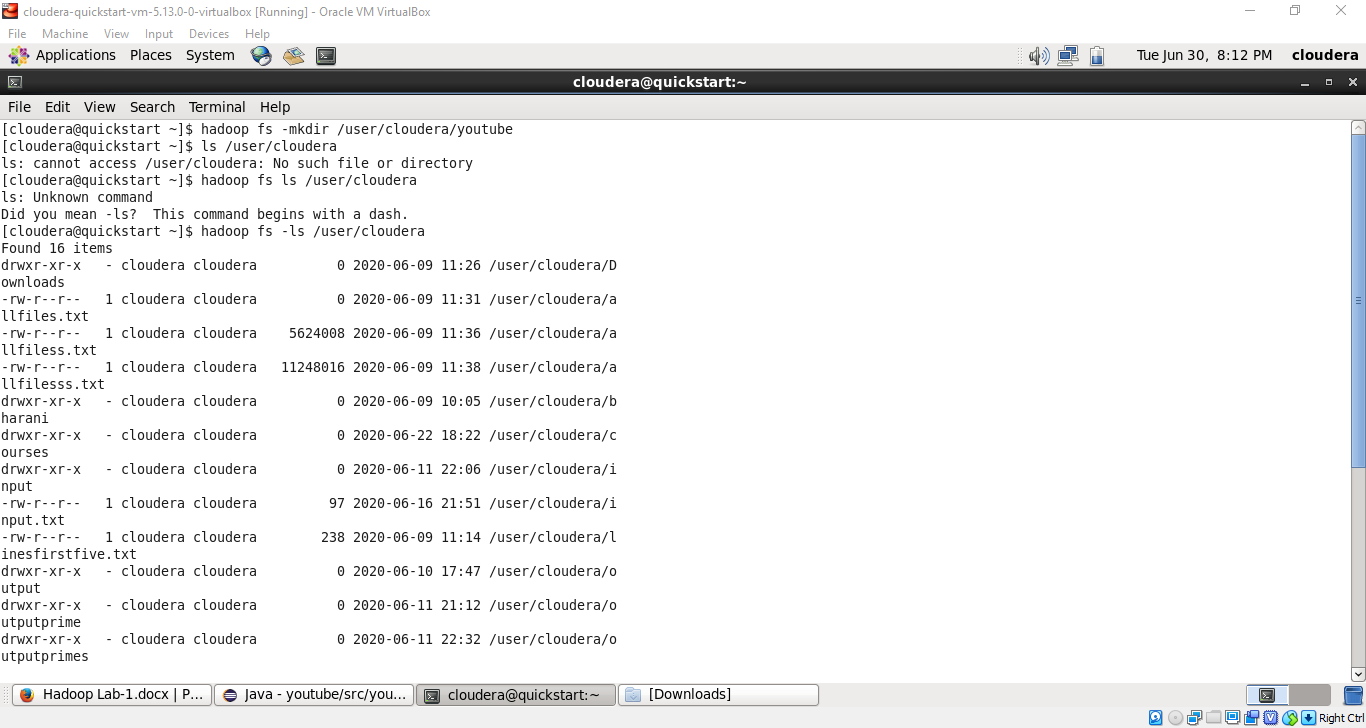 cloudera-quickstart-vm-5.13.0-0-virtualbox [Running] - Oracle VM VirtualBox
File Machine View Input Devices Help
Applications Places System Tue Jun 30, 8:12 PM cloudera
cloudera@quickstart:~
File Edit View Search Terminal Help
[cloudera@quickstart ~]$ hadoop fs -mkdir /user/cloudera/youtube
[cloudera@quickstart ~]$ ls /user/cloudera
ls: cannot access /user/cloudera: No such file or directory
[cloudera@quickstart ~]$ hadoop fs ls /user/cloudera
ls: Unknown command
Did you mean -ls?  This command begins with a dash.
[cloudera@quickstart ~]$ hadoop fs -ls /user/cloudera
Found 16 items
drwxr-xr-x   - cloudera cloudera          0 2020-06-09 11:26 /user/cloudera/D
ownloads
-rw-r--r--   1 cloudera cloudera          0 2020-06-09 11:31 /user/cloudera/a
llfiles.txt
-rw-r--r--   1 cloudera cloudera    5624008 2020-06-09 11:36 /user/cloudera/a
llfiless.txt
-rw-r--r--   1 cloudera cloudera   11248016 2020-06-09 11:38 /user/cloudera/a
llfilesss.txt
drwxr-xr-x   - cloudera cloudera          0 2020-06-09 10:05 /user/cloudera/b
harani
drwxr-xr-x   - cloudera cloudera          0 2020-06-22 18:22 /user/cloudera/c
ourses
drwxr-xr-x   - cloudera cloudera          0 2020-06-11 22:06 /user/cloudera/i
nput
-rw-r--r--   1 cloudera cloudera         97 2020-06-16 21:51 /user/cloudera/i
nput.txt
-rw-r--r--   1 cloudera cloudera        238 2020-06-09 11:14 /user/cloudera/l
inesfirstfive.txt
drwxr-xr-x   - cloudera cloudera          0 2020-06-10 17:47 /user/cloudera/o
utput
drwxr-xr-x   - cloudera cloudera          0 2020-06-11 21:12 /user/cloudera/o
utputprime
drwxr-xr-x   - cloudera cloudera          0 2020-06-11 22:32 /user/cloudera/o
utputprimes
Hadoop Lab-1.docx | P... Java - youtube/src/you... cloudera@quickstart:~ [Downloads]
Right Ctrl